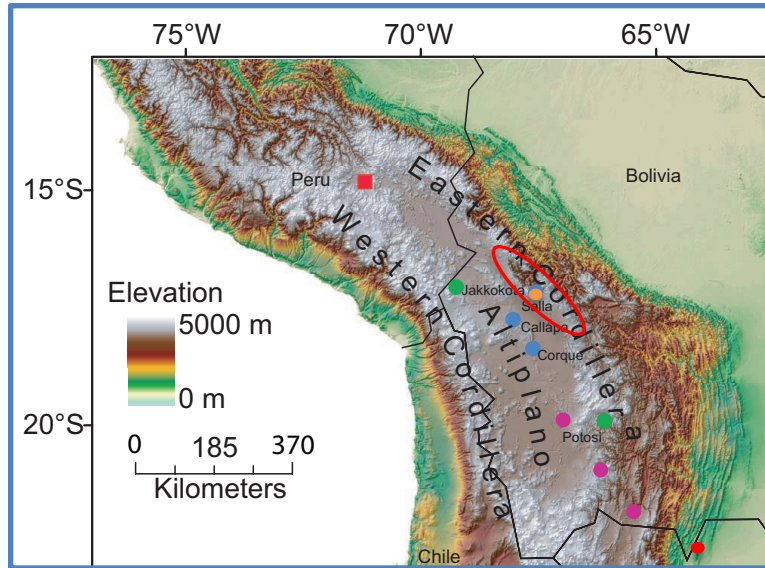 75°W 70°W 65°W
15°S
20°S
Peru
Bolivia
Chile
Eastern Cordillera
Western Cordillera
Altiplano
Jakkokota
Salla
Callapa
Corque
Potosi
Elevation
5000 m
0 m
0 185 370
Kilometers